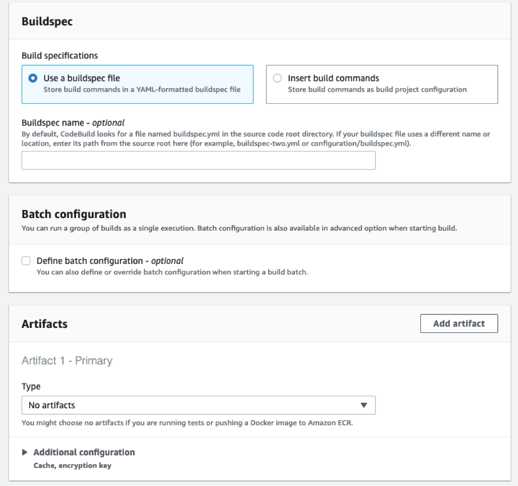 Buildspec
Build specifications
Use a buildspec file
Store build commands in a YAML-formatted buildspec file
Insert build commands
Store build commands as build project configuration
Buildspec name - optional
By default, CodeBuild looks for a file named buildspec.yml in the source code root directory. If your buildspec file uses a different name or
location, enter its path from the source root here (for example, buildspec-two.yml or configuration/buildspec.yml).
Batch configuration
You can run a group of builds as a single execution. Batch configuration is also available in advanced option when starting build.
Define batch configuration - optional
You can also define or override batch configuration when starting a build batch.
Artifacts
Add artifact
Artifact 1 - Primary
Type
No artifacts
You might choose no artifacts if you are running tests or pushing a Docker image to Amazon ECR.
Additional configuration
Cache, encryption key